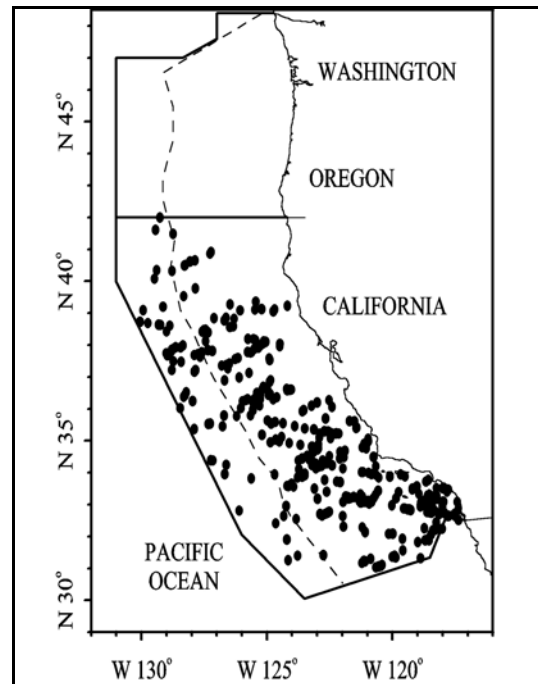 WASHINGTON
N 45°
OREGON
N 40°
CALIFORNIA
N 35°
PACIFIC
OCEAN
N 30°
W 130° W 125° W 120°